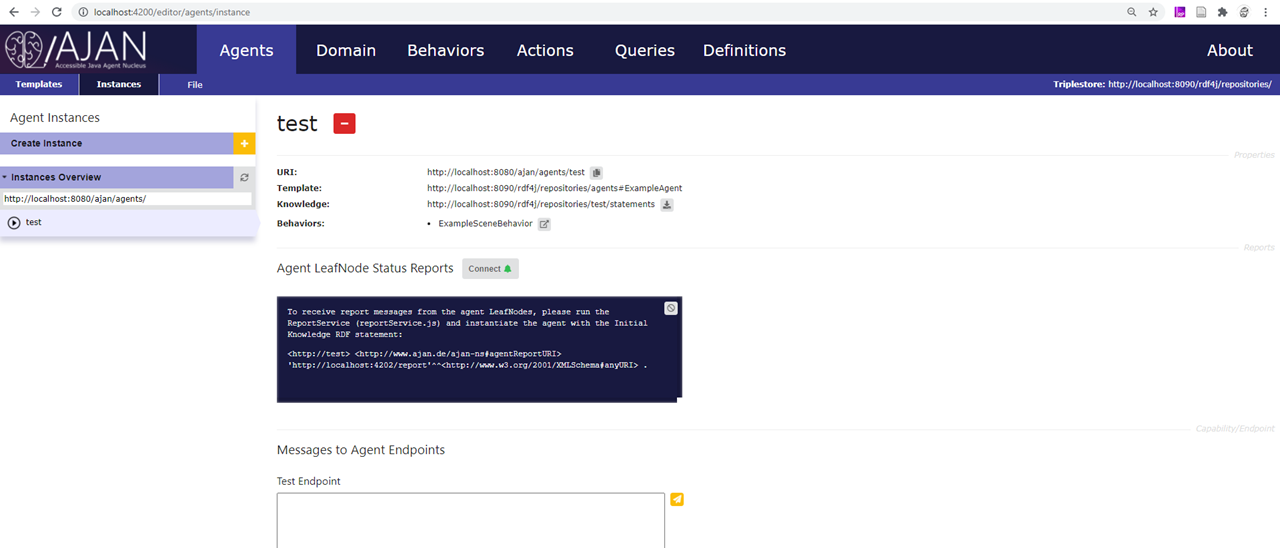 localhost:4200/editor/agents/instance
/AJAN
Accessible Java Agent Nucleus
Agents Domain Behaviors Actions Queries Definitions About
Templates Instances File Triplestore: http://localhost:8090/rdf4j/repositories/
Agent Instances
Create Instance +
Instances Overview
http://localhost:8080/ajan/agents/
test
test
Properties
URI: http://localhost:8080/ajan/agents/test
Template: http://localhost:8090/rdf4j/repositories/agents#ExampleAgent
Knowledge: http://localhost:8090/rdf4j/repositories/test/statements
Behaviors: • ExampleSceneBehavior
Reports
Agent LeafNode Status Reports Connect
To receive report messages from the agent LeafNodes, please run the
ReportService (reportService.js) and instantiate the agent with the Initial
Knowledge RDF statement:
<http://test> <http://www.ajan.de/ajan-ns#agentReportURI>
'http://localhost:4202/report'^^<http://www.w3.org/2001/XMLSchema#anyURI> .
Capability/Endpoint
Messages to Agent Endpoints
Test Endpoint